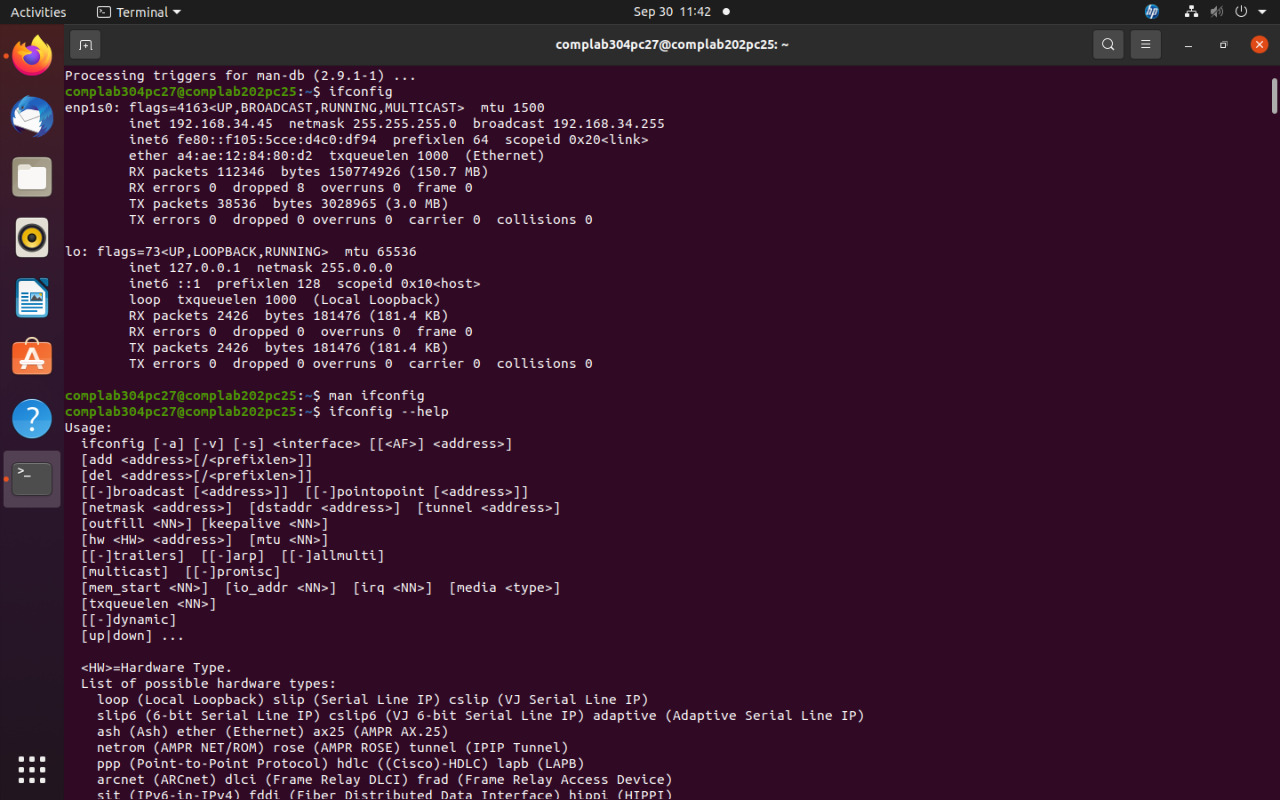 Activities
Terminal
Sep 30 11:42
complab304pc27@complab202pc25: ~
Processing triggers for man-db (2.9.1-1) ...
complab304pc27@complab202pc25:~$ ifconfig
enp1s0: flags=4163<UP,BROADCAST,RUNNING,MULTICAST>  mtu 1500
        inet 192.168.34.45  netmask 255.255.255.0  broadcast 192.168.34.255
        inet6 fe80::f105:5cce:d4c0:df94  prefixlen 64  scopeid 0x20<link>
        ether a4:ae:12:84:80:d2  txqueuelen 1000  (Ethernet)
        RX packets 112346  bytes 150774926 (150.7 MB)
        RX errors 0  dropped 8  overruns 0  frame 0
        TX packets 38536  bytes 3028965 (3.0 MB)
        TX errors 0  dropped 0 overruns 0  carrier 0  collisions 0
lo: flags=73<UP,LOOPBACK,RUNNING>  mtu 65536
        inet 127.0.0.1  netmask 255.0.0.0
        inet6 ::1  prefixlen 128  scopeid 0x10<host>
        loop  txqueuelen 1000  (Local Loopback)
        RX packets 2426  bytes 181476 (181.4 KB)
        RX errors 0  dropped 0  overruns 0  frame 0
        TX packets 2426  bytes 181476 (181.4 KB)
        TX errors 0  dropped 0 overruns 0  carrier 0  collisions 0
complab304pc27@complab202pc25:~$ man ifconfig
complab304pc27@complab202pc25:~$ ifconfig --help
Usage:
  ifconfig [-a] [-v] [-s] <interface> [[<AF>] <address>]
  [add <address>[/<prefixlen>]]
  [del <address>[/<prefixlen>]]
  [[-]broadcast [<address>]]  [[-]pointopoint [<address>]]
  [netmask <address>]  [dstaddr <address>]  [tunnel <address>]
  [outfill <NN>] [keepalive <NN>]
  [hw <HW> <address>]  [mtu <NN>]
  [[-]trailers]  [[-]arp]  [[-]allmulti]
  [multicast]  [[-]promisc]
  [mem_start <NN>]  [io_addr <NN>]  [irq <NN>]  [media <type>]
  [txqueuelen <NN>]
  [[-]dynamic]
  [up|down] ...
  <HW>=Hardware Type.
  List of possible hardware types:
    loop (Local Loopback) slip (Serial Line IP) cslip (VJ Serial Line IP)
    slip6 (6-bit Serial Line IP) cslip6 (VJ 6-bit Serial Line IP) adaptive (Adaptive Serial Line IP)
    ash (Ash) ether (Ethernet) ax25 (AMPR AX.25)
    netrom (AMPR NET/ROM) rose (AMPR ROSE) tunnel (IPIP Tunnel)
    ppp (Point-to-Point Protocol) hdlc ((Cisco)-HDLC) lapb (LAPB)
    arcnet (ARCnet) dlci (Frame Relay DLCI) frad (Frame Relay Access Device)
    sit (IPv6-in-IPv4) fddi (Fiber Distributed Data Interface) hippi (HIPPI)